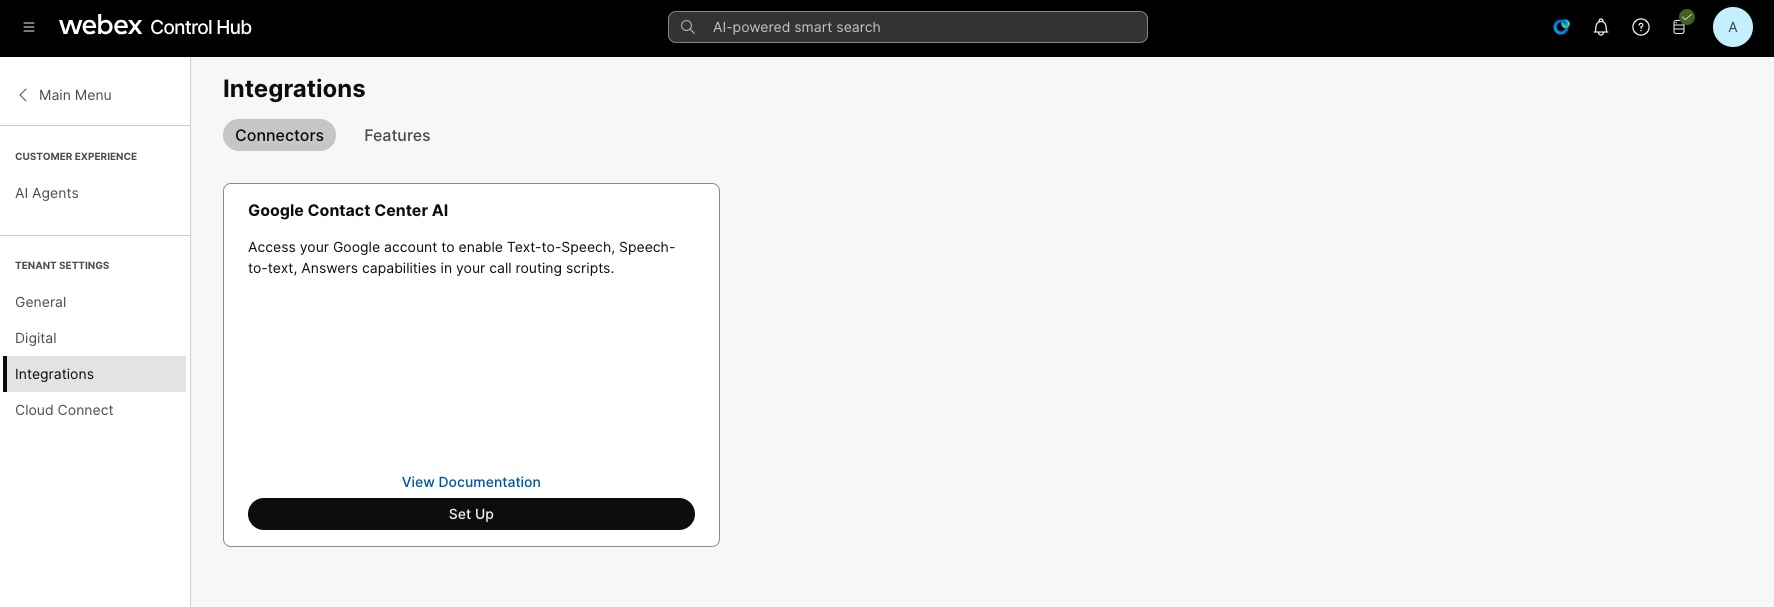 webex Control Hub
AI-powered smart search
A
Main Menu
CUSTOMER EXPERIENCE
AI Agents
TENANT SETTINGS
General
Digital
Integrations
Cloud Connect
Integrations
Connectors
Features
Google Contact Center AI
Access your Google account to enable Text-to-Speech, Speech-
to-text, Answers capabilities in your call routing scripts.
View Documentation
Set Up